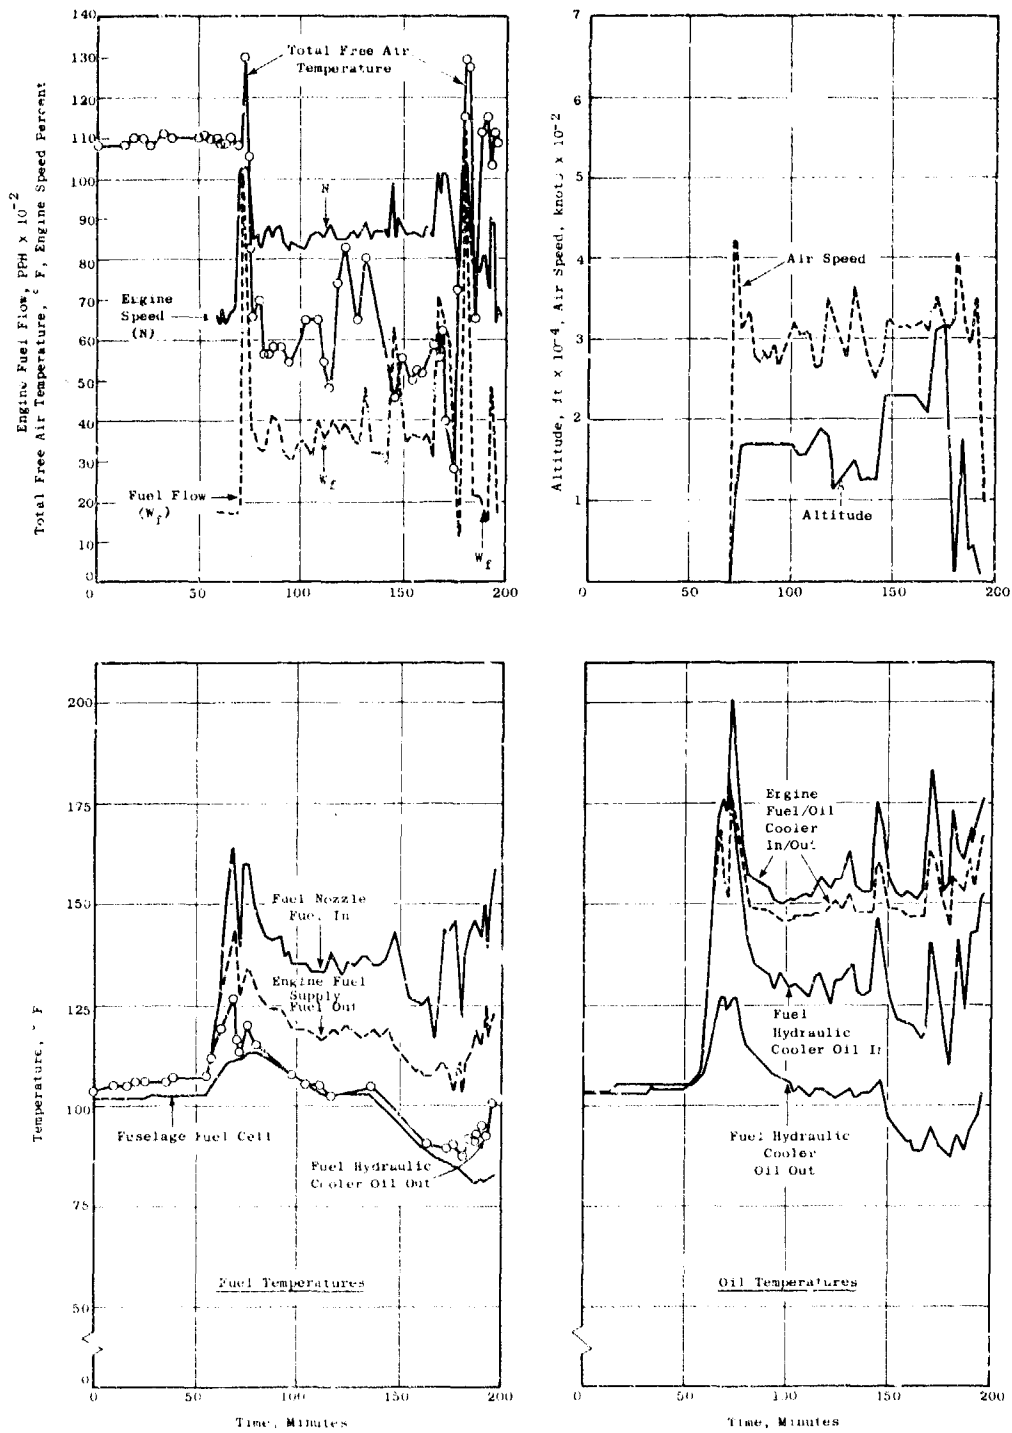 Engine Fuel Flow, PPH x 10-2
Total Free Air Temperature, °F, Engine Speed Percent
140
130
120
110
100
90
80
70
60
50
40
30
20
10
0
Total Free Air
Temperature
N
Engine
Speed
(N)
Fuel Flow
(Wf)
Wf
Wf
0
50
100
150
200
Altitude, ft x 10-4, Air Speed, knots x 10-2
7
6
5
4
3
2
1
Air Speed
Altitude
0
50
100
150
200
Temperature, °F
200
175
150
125
100
75
50
0
Fuel Nozzle
Fuel In
Engine Fuel
Supply
Fuel Out
Fuselage Fuel Cell
Fuel Hydraulic
Cooler Oil Out
Fuel Temperatures
0
50
100
150
200
Time, Minutes
Engine
Fuel/Oil
Cooler
In/Out
Fuel
Hydraulic
Cooler Oil In
Fuel Hydraulic
Cooler
Oil Out
Oil Temperatures
0
50
100
150
200
Time, Minutes